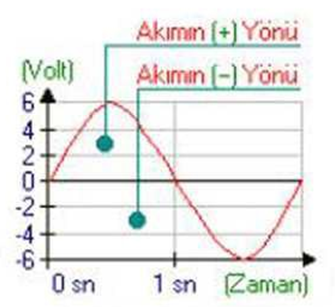 Akımın (+) Yönü
(Volt)
Akımın (-) Yönü
6
4
2
0
-2
-4
-6
0 sn 1 sn (Zaman)